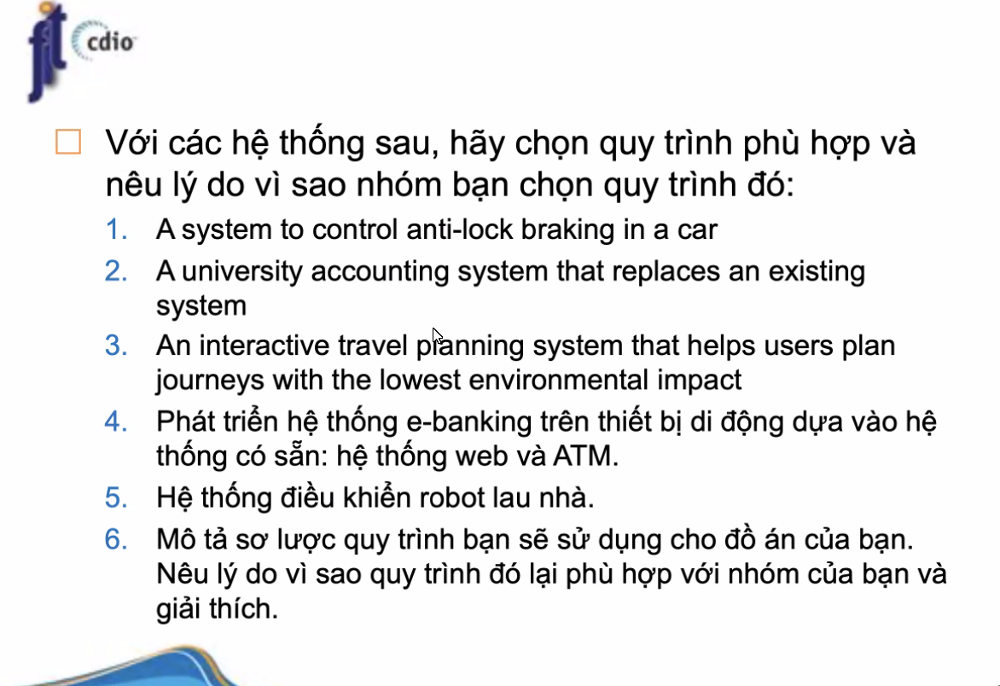 fit
cdio
Với các hệ thống sau, hãy chọn quy trình phù hợp và
nêu lý do vì sao nhóm bạn chọn quy trình đó:
1. A system to control anti-lock braking in a car
2. A university accounting system that replaces an existing
system
3. An interactive travel planning system that helps users plan
journeys with the lowest environmental impact
4. Phát triển hệ thống e-banking trên thiết bị di động dựa vào hệ
thống có sẵn: hệ thống web và ATM.
5. Hệ thống điều khiển robot lau nhà.
6. Mô tả sơ lược quy trình bạn sẽ sử dụng cho đồ án của bạn.
Nêu lý do vì sao quy trình đó lại phù hợp với nhóm của bạn và
giải thích.